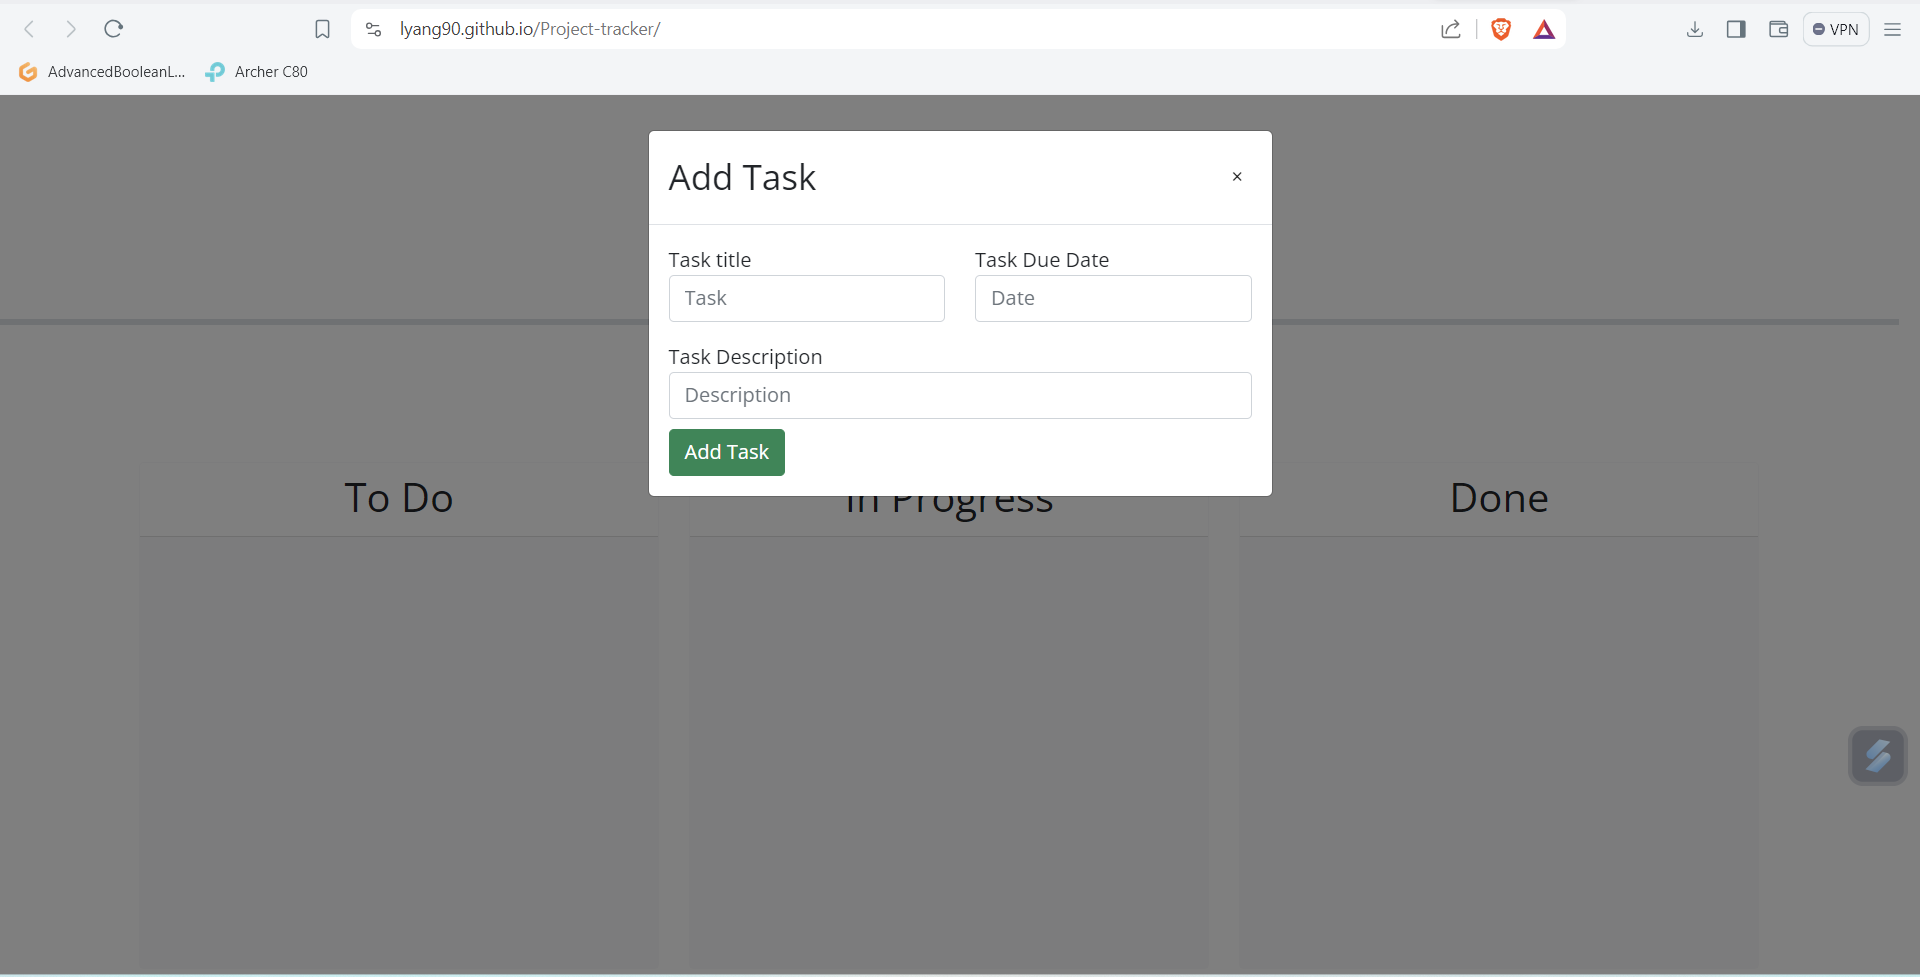 lyang90.github.io/Project-tracker/
VPN
AdvancedBooleanL...
Archer C80
Add Task
×
Task title
Task Due Date
Task
Date
Task Description
Description
Add Task
To Do
In Progress
Done